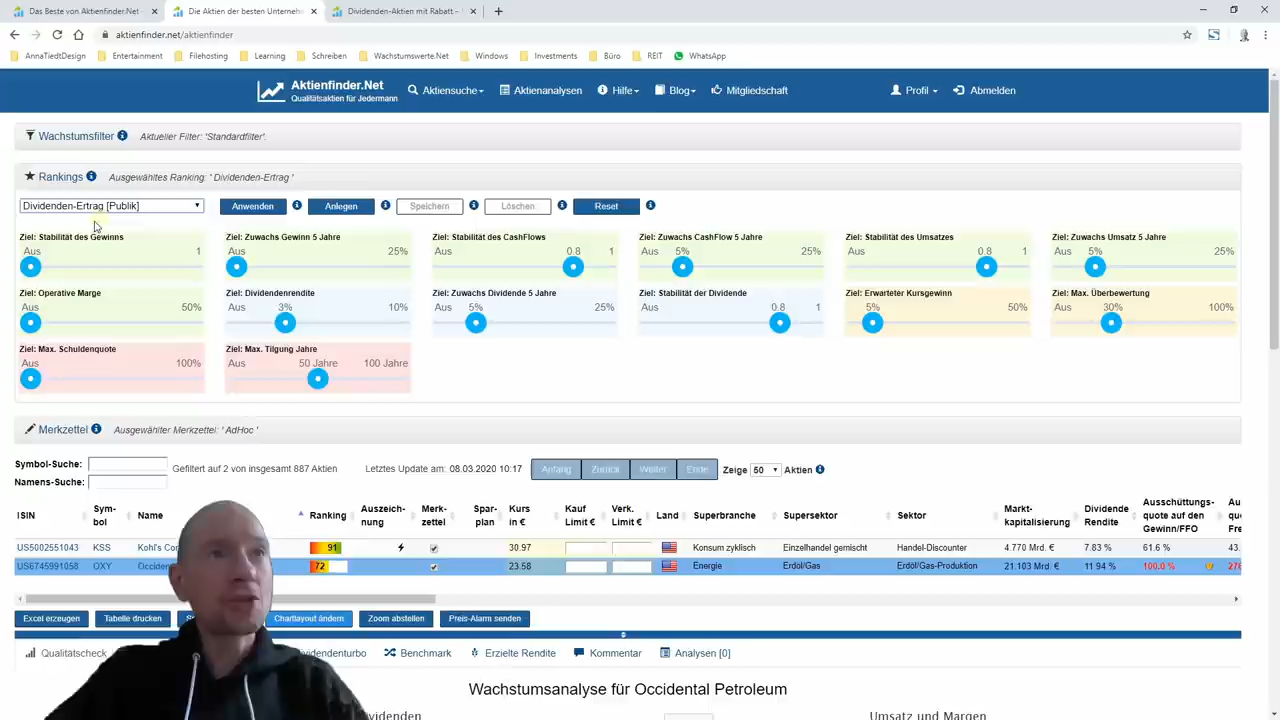 Das Beste von Aktienfinder.Net -
Die Aktien der besten Unterneh
Dividenden-Aktien mit Rabatt –
aktienfinder.net/aktienfinder
AnnaTiedtDesign
Entertainment
Filehosting
Learning
Schreiben
Wachstumswerte.Net
Windows
Investments
Büro
REIT
WhatsApp
Aktienfinder.Net
Qualitätsaktien für Jedermann
Aktiensuche
Aktienanalysen
Hilfe
Blog
Mitgliedschaft
Profil
Abmelden
Wachstumsfilter Aktueller Filter: 'Standardfilter'.
Rankings Ausgewähltes Ranking: ' Dividenden-Ertrag '
Dividenden-Ertrag [Publik] Anwenden Anlegen Speichern Löschen Reset
Ziel: Stabilität des Gewinns Ziel: Zuwachs Gewinn 5 Jahre Ziel: Stabilität des CashFlows Ziel: Zuwachs CashFlow 5 Jahre Ziel: Stabilität des Umsatzes Ziel: Zuwachs Umsatz 5 Jahre
Aus 1 Aus 25% Aus 0.8 1 Aus 5% 25% Aus 0.8 1 Aus 5% 25%
Ziel: Operative Marge Ziel: Dividendenrendite Ziel: Zuwachs Dividende 5 Jahre Ziel: Stabilität der Dividende Ziel: Erwarteter Kursgewinn Ziel: Max. Überbewertung
Aus 50% Aus 3% 10% Aus 5% 25% Aus 0.8 1 5% 50% Aus 30% 100%
Ziel: Max. Schuldenquote Ziel: Max. Tilgung Jahre
Aus 100% Aus 50 Jahre 100 Jahre
Merkzettel Ausgewählter Merkzettel: ' AdHoc '
Symbol-Suche:
Namens-Suche:
Gefiltert auf 2 von insgesamt 887 Aktien
Letztes Update am: 08.03.2020 10:17
Anfang Zurück Weiter Ende
Zeige 50 Aktien
ISIN
Sym-
bol
Name
Ranking
Auszeich-
nung
Merk-
zettel
Spar-
plan
Kurs
in €
Kauf
Limit €
Verk.
Limit €
Land
Superbranche
Supersektor
Sektor
Markt-
kapitalisierung
Dividende
Rendite
Ausschüttungs-
quote auf den
Gewinn/FFO
Au
quo
Fre
US5002551043 KSS Kohl's Co 91 30.97 Konsum zyklisch Einzelhandel gemischt Handel-Discounter 4.770 Mrd. € 7.83 % 61.6 % 43.
US6745991058 OXY Occiden 72 23.58 Energie Erdöl/Gas Erdöl/Gas-Produktion 21.103 Mrd. € 11.94 % 100.0 % 276
Excel erzeugen Tabelle drucken Chartlayout ändern Zoom abstellen Preis-Alarm senden
Qualitätscheck
dendenturbo
Benchmark
Erzielte Rendite
Kommentar
Analysen [0]
Wachstumsanalyse für Occidental Petroleum
videnden
Umsatz und Margen